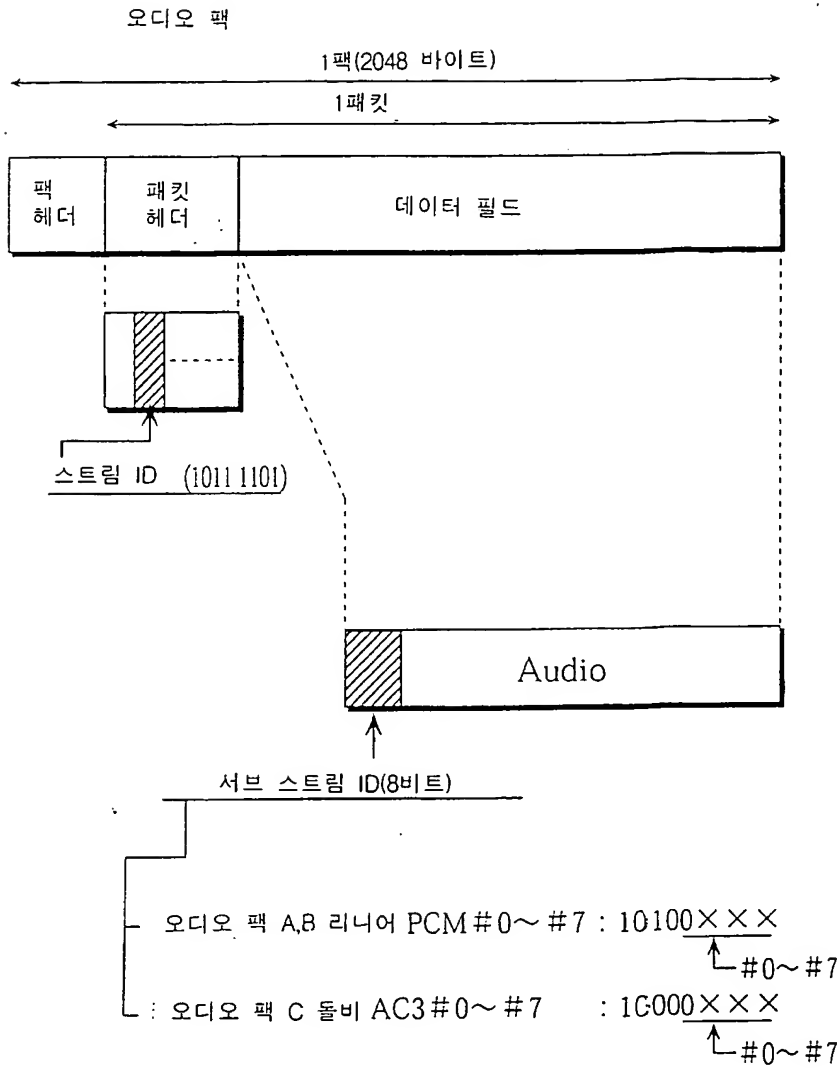 오디오 팩
1팩(2048 바이트)
1패킷
팩
헤더
패킷
헤더
데이터 필드
스트림 ID (1011 1101)
Audio
서브 스트림 ID(8비트)
오디오 팩 A,B 리니어 PCM #0~ #7 : 10100×××
#0~ #7
오디오 팩 C 돌비 AC3 #0~ #7 : 10000×××
#0~ #7